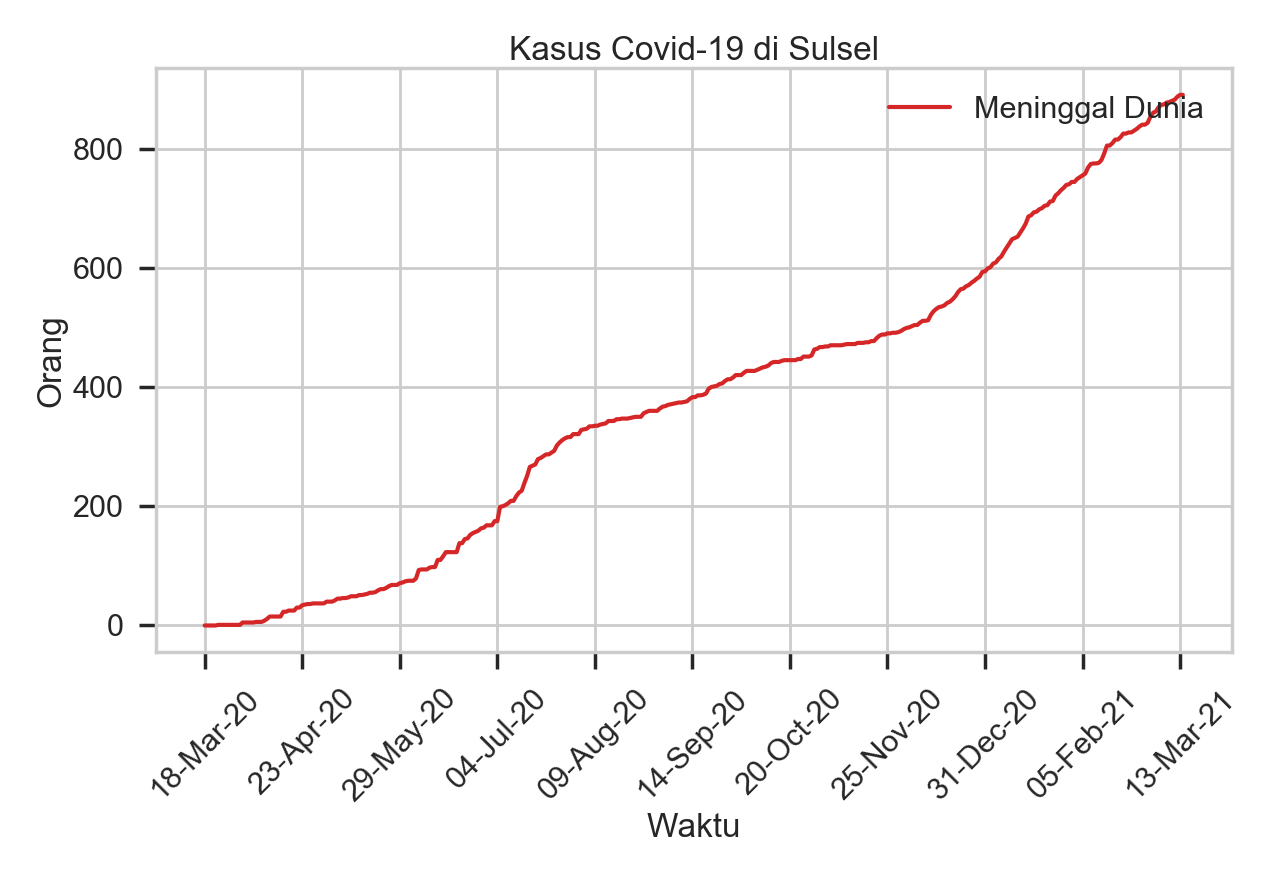 Kasus Covid-19 di Sulsel
Meninggal Dunia
Orang
800
600
400
200
0
18-Mar-20
23-Apr-20
29-May-20
04-Jul-20
09-Aug-20
14-Sep-20
20-Oct-20
25-Nov-20
31-Dec-20
05-Feb-21
13-Mar-21
Waktu